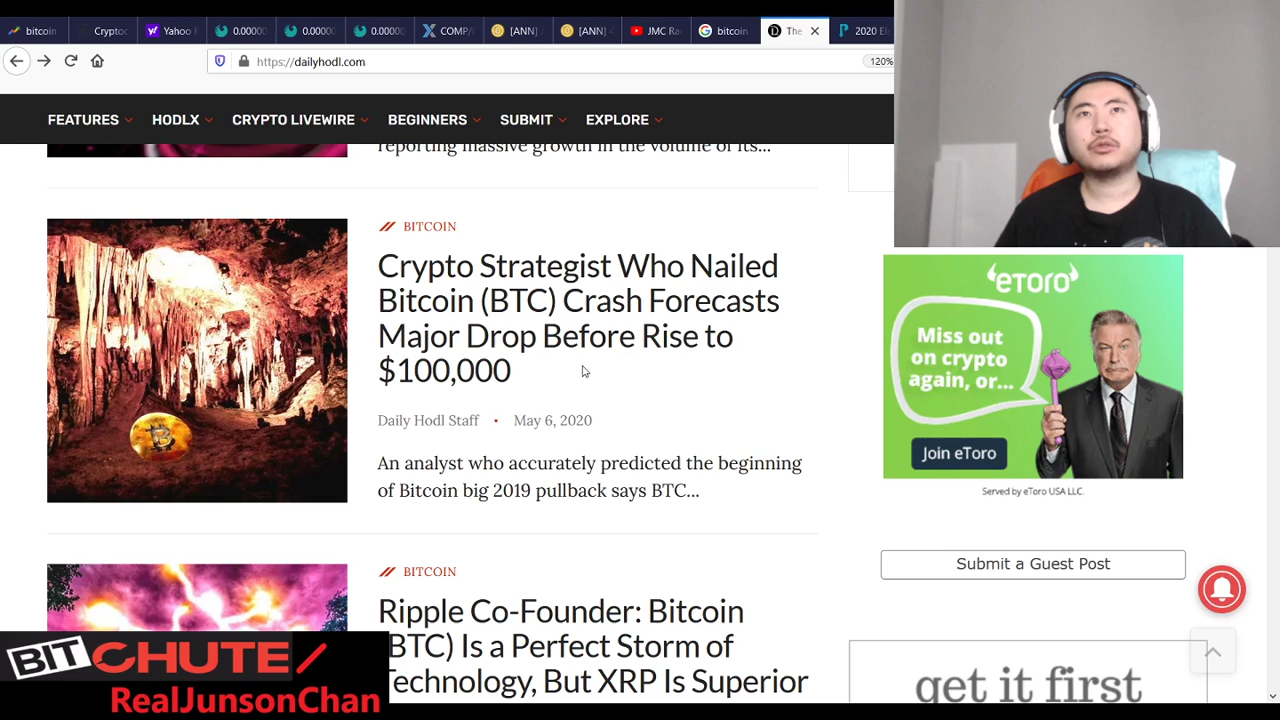 bitcoin
Cryptoc
Yahoo
0.00000
0.00000
0.00000
COMP/
[ANN]
[ANN]
JMC Ra
bitcoin
The
2020 El
https://dailyhodl.com
120%
FEATURES
HODLX
CRYPTO LIVEWIRE
BEGINNERS
SUBMIT
EXPLORE
reporting massive growth in the volume of its...
BITCOIN
Crypto Strategist Who Nailed
Bitcoin (BTC) Crash Forecasts
Major Drop Before Rise to
$100,000
Daily Hodl Staff • May 6, 2020
An analyst who accurately predicted the beginning
of Bitcoin big 2019 pullback says BTC...
BITCOIN
Ripple Co-Founder: Bitcoin
(BTC) Is a Perfect Storm of
Technology, But XRP Is Superior
eToro
Miss out
on crypto
again, or...
Join eToro
Served by eToro USA LLC.
Submit a Guest Post
get it first
BITCHUTE
RealJunsonChan